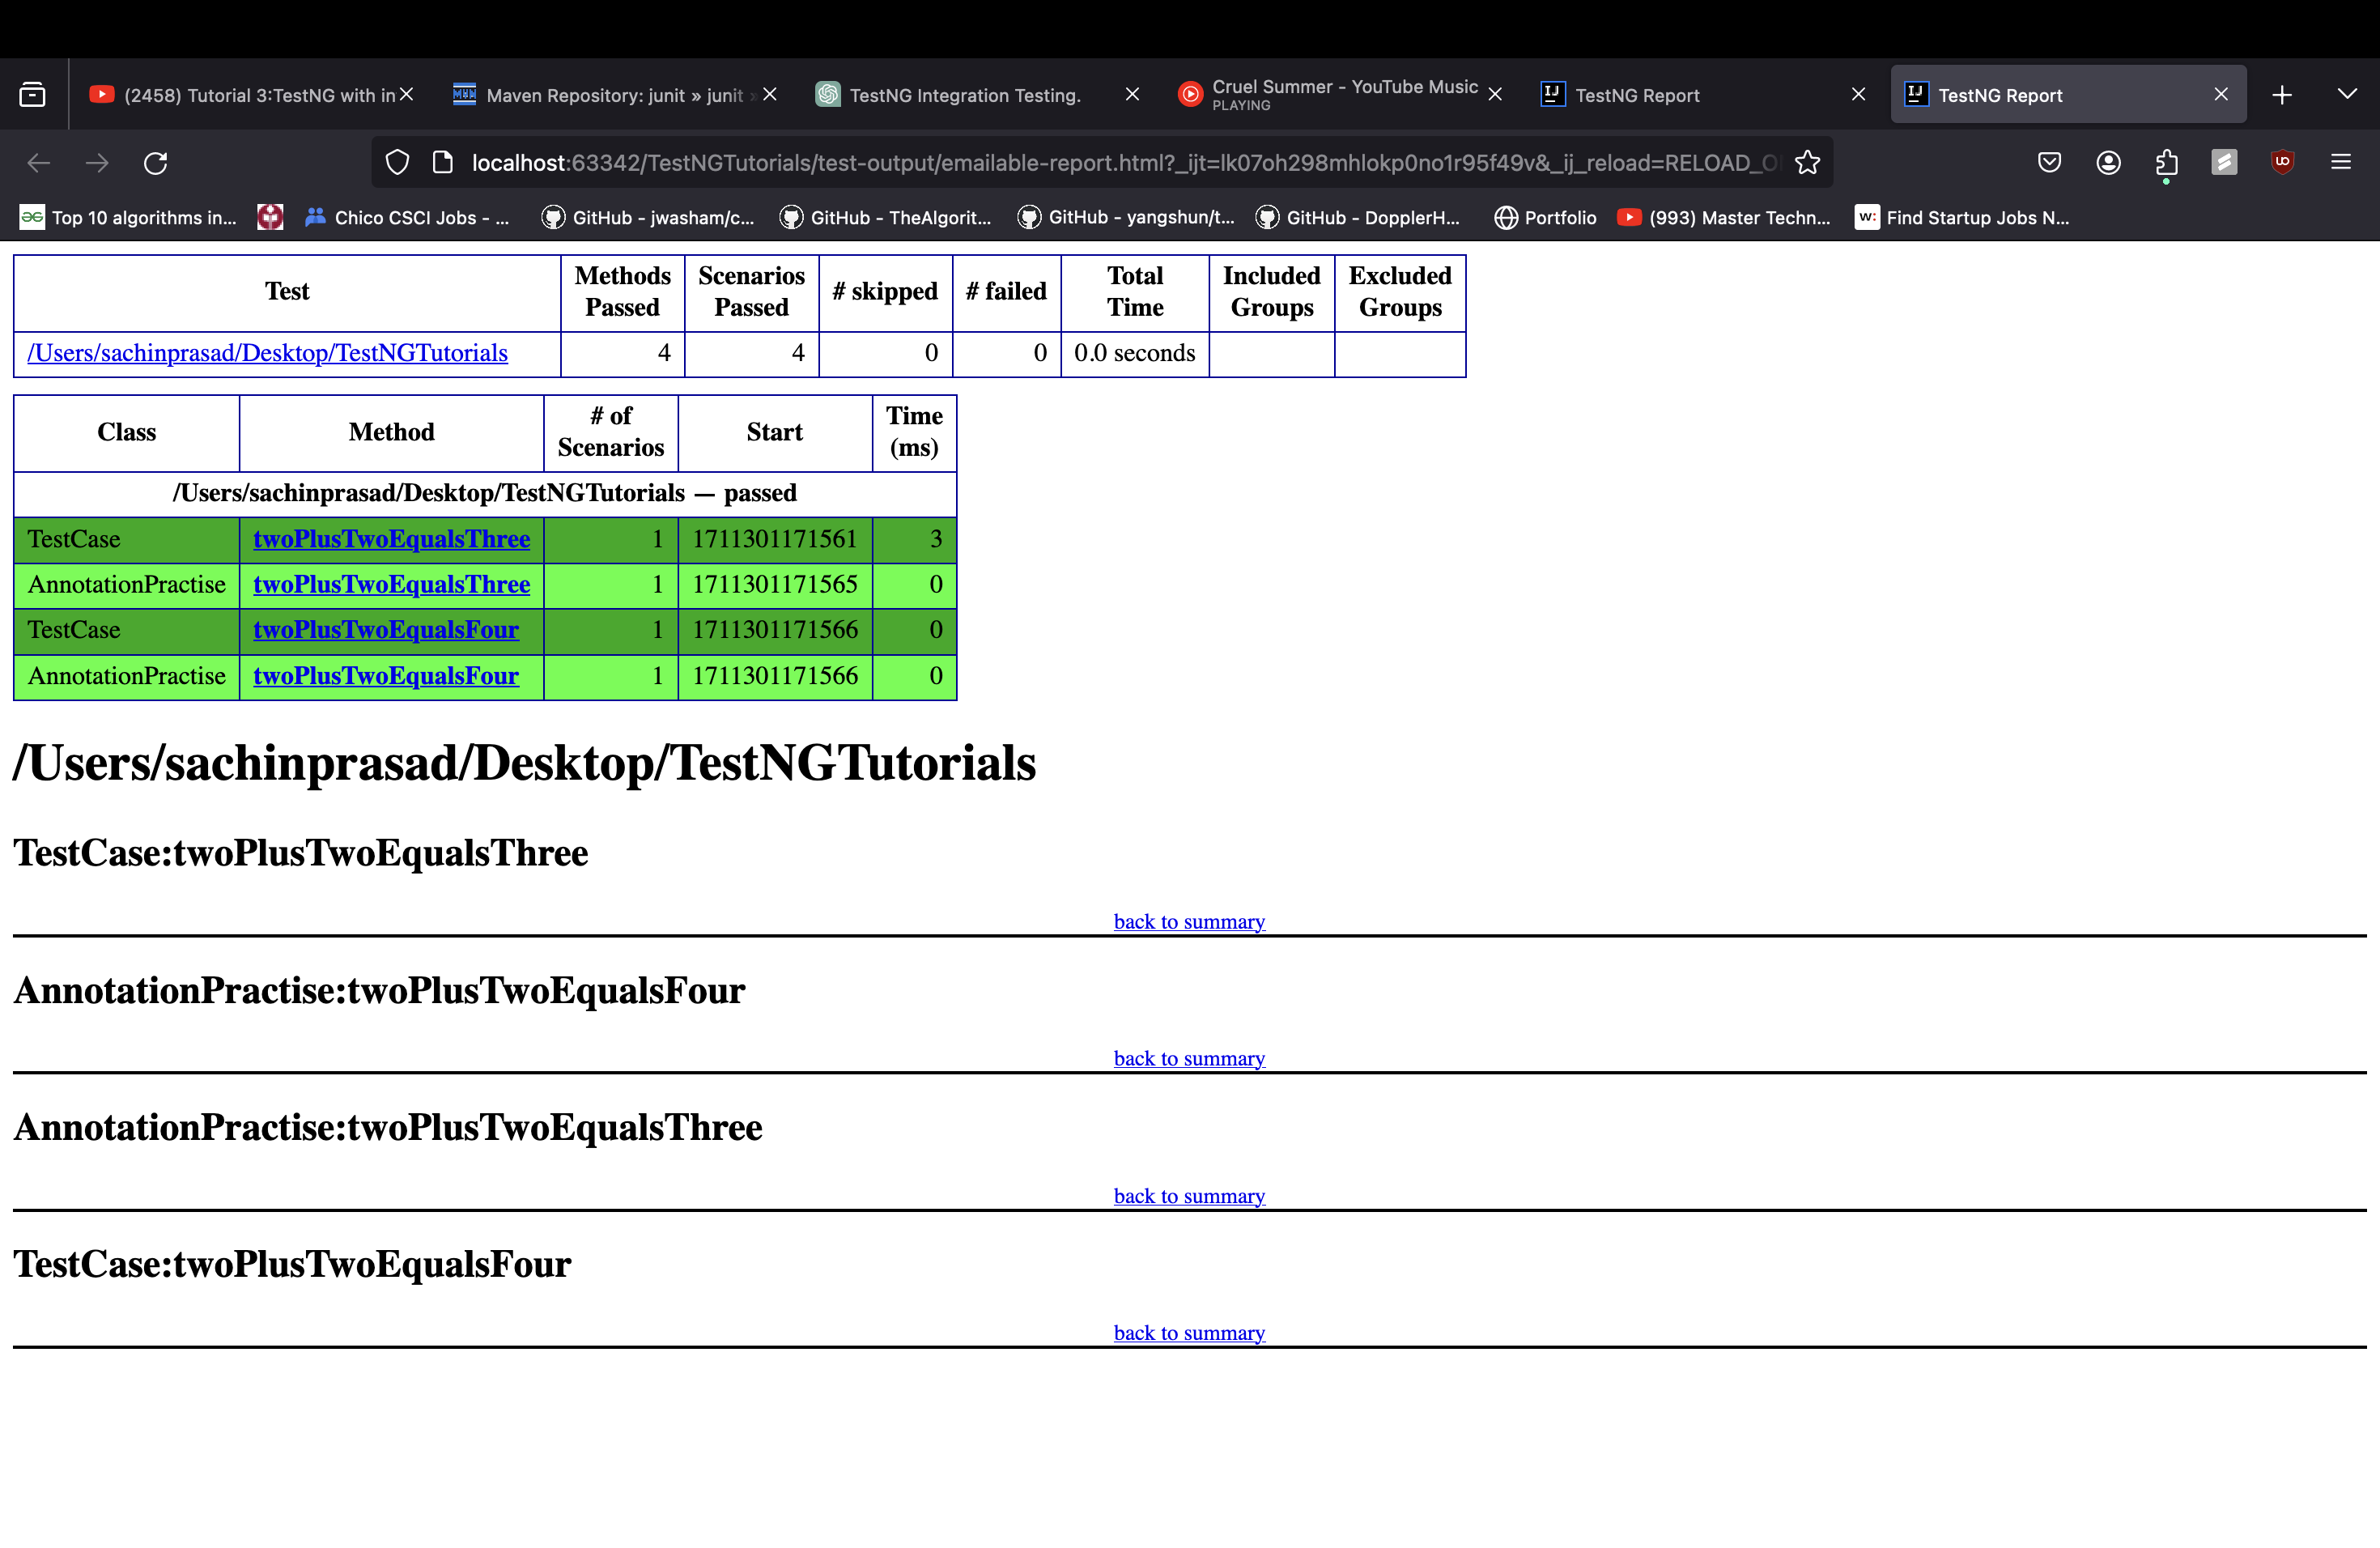 (2458) Tutorial 3:TestNG with in
Maven Repository: junit » junit »
TestNG Integration Testing.
Cruel Summer - YouTube Music
PLAYING
TestNG Report
TestNG Report
localhost:63342/TestNGTutorials/test-output/emailable-report.html?_ijt=lk07oh298mhlokp0no1r95f49v&_ij_reload=RELOAD_O
Top 10 algorithms in...
Chico CSCI Jobs - ...
GitHub - jwasham/c...
GitHub - TheAlgorit...
GitHub - yangshun/t...
GitHub - DopplerH...
Portfolio
(993) Master Techn...
w:
Find Startup Jobs N...
Test Methods Passed Scenarios Passed # skipped # failed Total Time Included Groups Excluded Groups
/Users/sachinprasad/Desktop/TestNGTutorials 4 4 0 0 0.0 seconds
Class Method # of Scenarios Start Time (ms)
/Users/sachinprasad/Desktop/TestNGTutorials — passed
TestCase twoPlusTwoEqualsThree 1 1711301171561 3
AnnotationPractise twoPlusTwoEqualsThree 1 1711301171565 0
TestCase twoPlusTwoEqualsFour 1 1711301171566 0
AnnotationPractise twoPlusTwoEqualsFour 1 1711301171566 0
/Users/sachinprasad/Desktop/TestNGTutorials
TestCase:twoPlusTwoEqualsThree
back to summary
AnnotationPractise:twoPlusTwoEqualsFour
back to summary
AnnotationPractise:twoPlusTwoEqualsThree
back to summary
TestCase:twoPlusTwoEqualsFour
back to summary